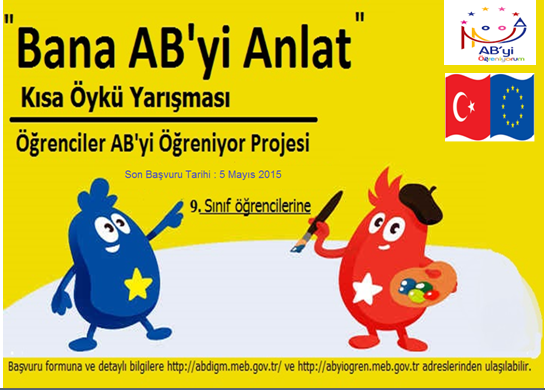 "Bana AB'yi Anlat"
Kısa Öykü Yarışması
Öğrenciler AB'yi Öğreniyor Projesi
Son Başvuru Tarihi : 5 Mayıs 2015
9. Sınıf öğrencilerine
AB'yi
Öğreniyorum
Başvuru formuna ve detaylı bilgilere http://abdigm.meb.gov.tr/ ve http://abyiogren.meb.gov.tr adreslerinden ulaşılabilir.